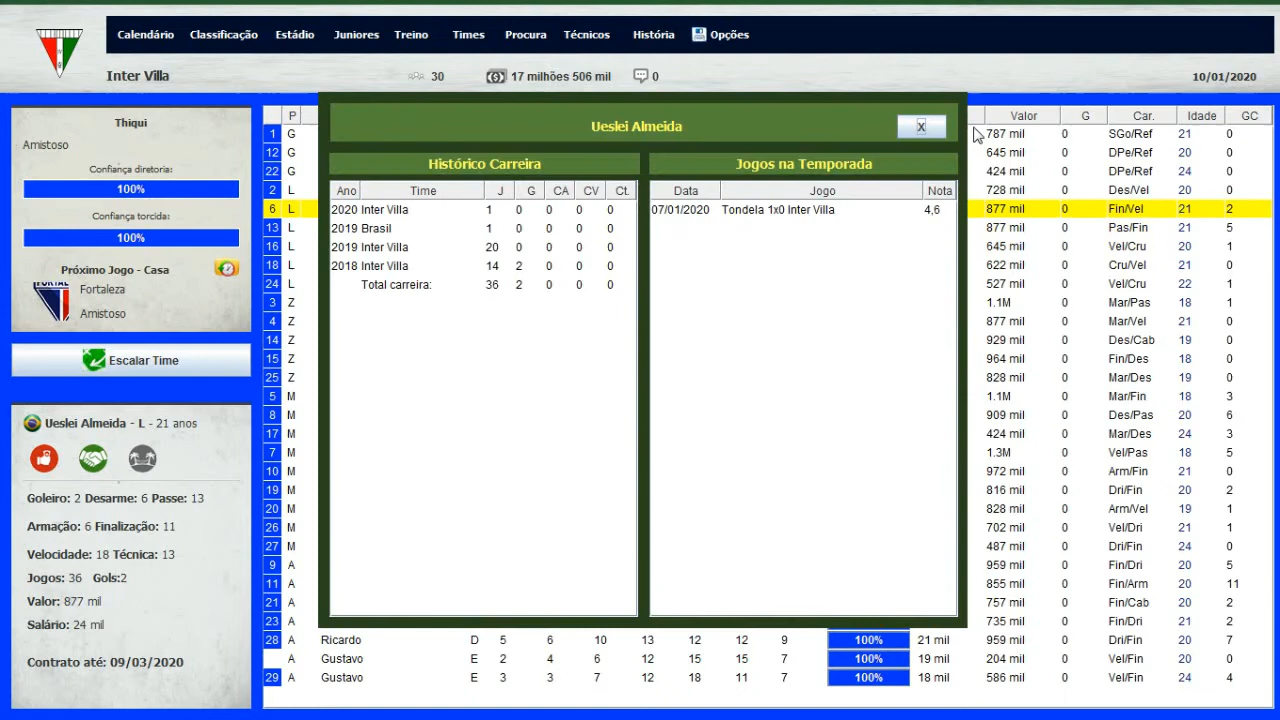 Calendário Classificação Estádio Juniores Treino Times Procura Técnicos História Opções
Inter Villa 30 17 milhões 506 mil 0 10/01/2020
Thiqui
Amistoso
Confiança diretoria:
100%
Confiança torcida:
100%
Próximo Jogo - Casa
Fortaleza
Amistoso
Escalar Time
Ueslei Almeida - L - 21 anos
Goleiro: 2 Desarme: 6 Passe: 13
Armação: 6 Finalização: 11
Velocidade: 18 Técnica: 13
Jogos: 36 Gols:2
Valor: 877 mil
Salário: 24 mil
Contrato até: 09/03/2020
Ueslei Almeida X
Histórico Carreira
Ano Time J G CA CV Ct.
2020 Inter Villa 1 0 0 0 0
2019 Brasil 1 0 0 0 0
2019 Inter Villa 20 0 0 0 0
2018 Inter Villa 14 2 0 0 0
Total carreira: 36 2 0 0 0
Jogos na Temporada
Data Jogo Nota
07/01/2020 Tondela 1x0 Inter Villa 4,6
P Valor G Car. Idade GC
1 G 787 mil 0 SGo/Ref 21 0
12 G 645 mil 0 DPe/Ref 20 0
22 G 424 mil 0 DPe/Ref 24 0
2 L 728 mil 0 Des/Vel 20 0
6 L 877 mil 0 Fin/Vel 21 2
13 L 877 mil 0 Pas/Fin 21 5
16 L 645 mil 0 Vel/Cru 20 1
18 L 622 mil 0 Cru/Vel 21 0
24 L 527 mil 0 Vel/Cru 22 1
3 Z 1.1M 0 Mar/Pas 18 1
4 Z 877 mil 0 Mar/Vel 21 0
14 Z 929 mil 0 Des/Cab 19 0
15 Z 964 mil 0 Fin/Des 18 0
25 Z 828 mil 0 Mar/Des 19 0
5 M 1.1M 0 Mar/Fin 18 3
8 M 909 mil 0 Des/Pas 20 6
17 M 424 mil 0 Mar/Des 24 3
7 M 1.3M 0 Vel/Pas 18 5
10 M 972 mil 0 Arm/Fin 21 0
19 M 816 mil 0 Dri/Fin 20 2
20 M 828 mil 0 Arm/Vel 19 1
26 M 702 mil 0 Vel/Dri 21 1
27 M 487 mil 0 Dri/Fin 24 0
9 A 959 mil 0 Fin/Dri 20 5
11 A 855 mil 0 Fin/Arm 20 11
21 A 757 mil 0 Fin/Cab 20 2
23 A 735 mil 0 Fin/Dri 21 2
28 A Ricardo D 5 6 10 13 12 12 9 100% 21 mil 959 mil 0 Dri/Fin 20 7
A Gustavo E 2 4 6 12 15 15 7 100% 19 mil 204 mil 0 Vel/Fin 20 0
29 A Gustavo E 3 3 7 12 18 11 7 100% 18 mil 586 mil 0 Vel/Fin 24 4